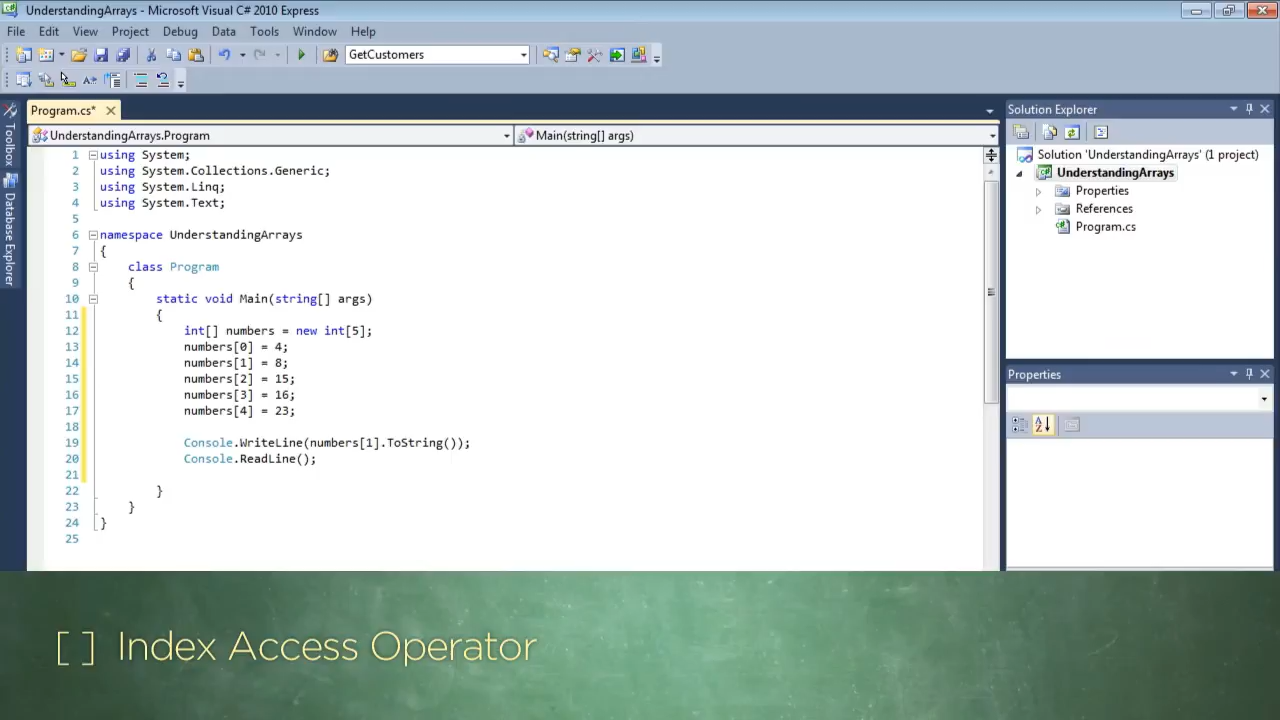 UnderstandingArrays - Microsoft Visual C# 2010 Express
File Edit View Project Debug Data Tools Window Help
GetCustomers
Toolbox
Database Explorer
Program.cs*
UnderstandingArrays.Program
Main(string[] args)
1 using System;
2 using System.Collections.Generic;
3 using System.Linq;
4 using System.Text;
5
6 namespace UnderstandingArrays
7 {
8 class Program
9 {
10 static void Main(string[] args)
11 {
12 int[] numbers = new int[5];
13 numbers[0] = 4;
14 numbers[1] = 8;
15 numbers[2] = 15;
16 numbers[3] = 16;
17 numbers[4] = 23;
18
19 Console.WriteLine(numbers[1].ToString());
20 Console.ReadLine();
21
22 }
23 }
24 }
25
Solution Explorer
Solution 'UnderstandingArrays' (1 project)
UnderstandingArrays
Properties
References
Program.cs
Properties
[ ] Index Access Operator